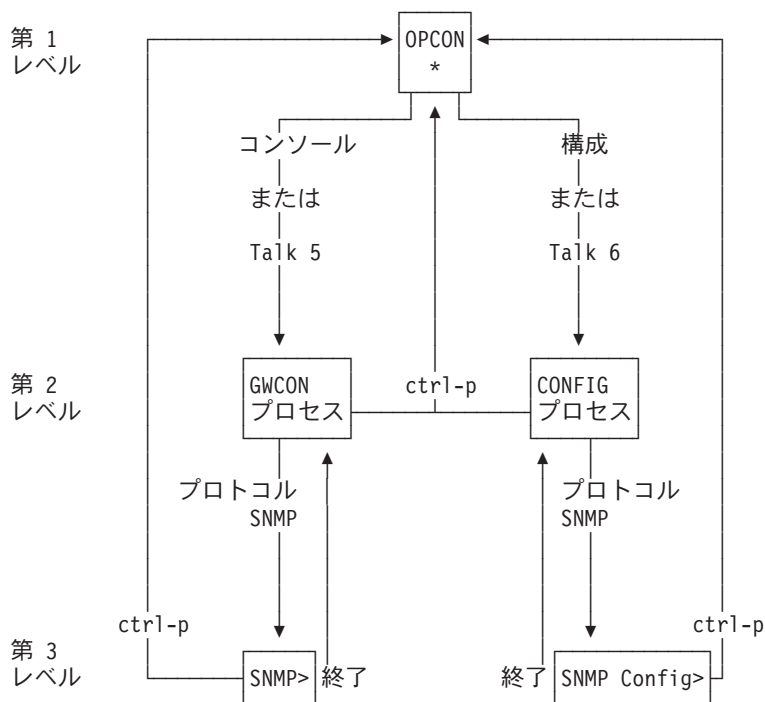 第 1
レベル
OPCON
*
コンソール
構成
または
または
Talk 5
Talk 6
第 2
レベル
GWCON
プロセス
ctrl-p
CONFIG
プロセス
プロトコル
SNMP
プロトコル
SNMP
ctrl-p
ctrl-p
第 3
レベル
SNMP>
終了
終了
SNMP Config>